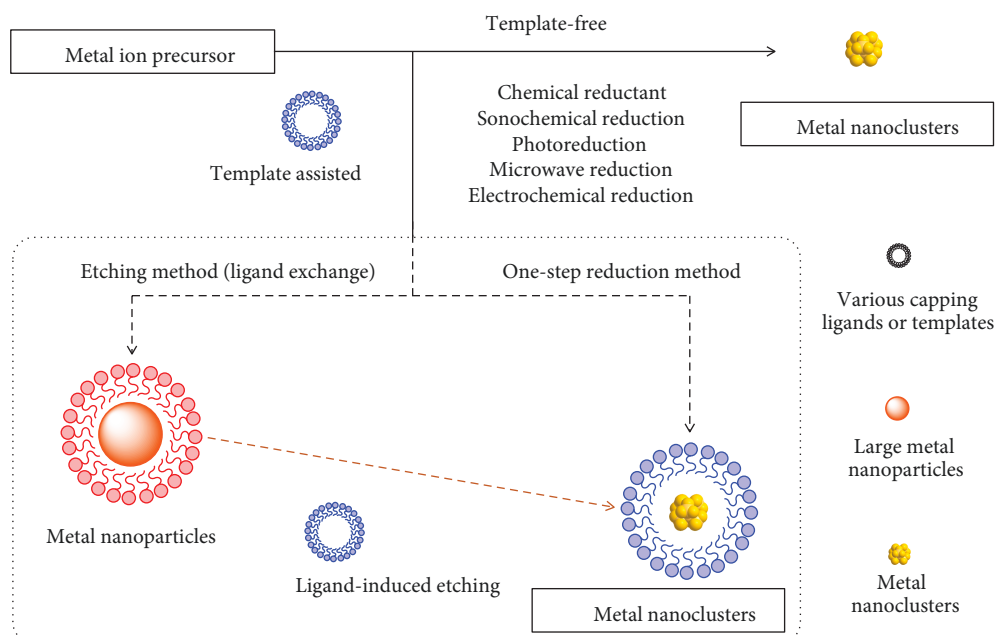 Template-free
Metal ion precursor
Chemical reductant
Sonochemical reduction
Photoreduction
Microwave reduction
Electrochemical reduction
Metal nanoclusters
Template assisted
Etching method (ligand exchange)
One-step reduction method
Various capping
ligands or templates
Large metal
nanoparticles
Metal nanoparticles
Ligand-induced etching
Metal nanoclusters
Metal
nanoclusters